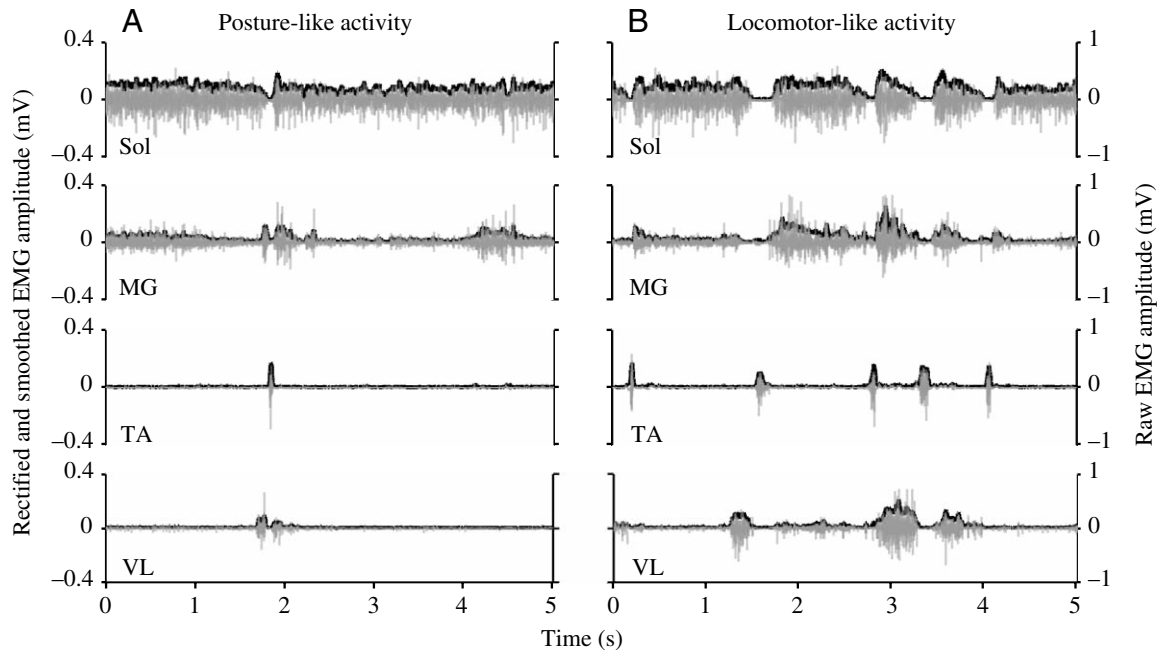 A Posture-like activity
B Locomotor-like activity
Rectified and smoothed EMG amplitude (mV)
0.4
0
–0.4
Sol
Sol
1
0
–1
0.4
0
–0.4
MG
MG
1
0
–1
0.4
0
–0.4
TA
TA
1
0
–1
0.4
0
–0.4
VL
VL
1
0
–1
Raw EMG amplitude (mV)
0 1 2 3 4 5
0 1 2 3 4 5
Time (s)